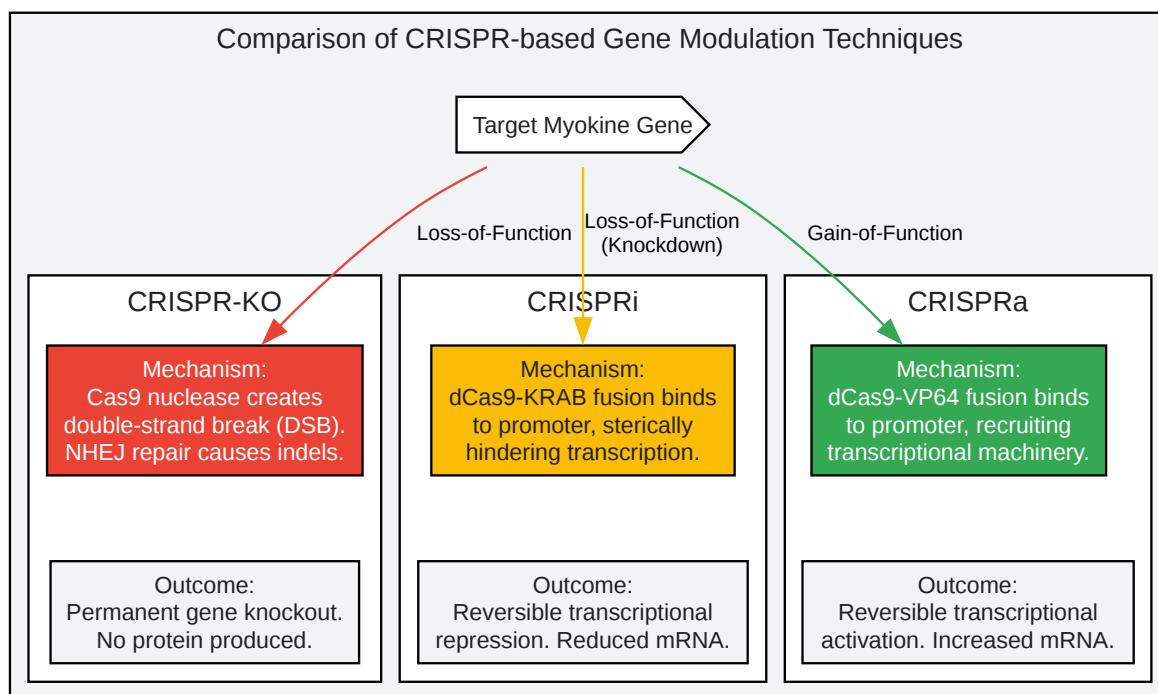 Comparison of CRISPR-based Gene Modulation Techniques
Target Myokine Gene
Loss-of-Function
Loss-of-Function
(Knockdown)
Gain-of-Function
CRISPR-KO
Mechanism:
Cas9 nuclease creates
double-strand break (DSB).
NHEJ repair causes indels.
Outcome:
Permanent gene knockout.
No protein produced.
CRISPRi
Mechanism:
dCas9-KRAB fusion binds
to promoter, sterically
hindering transcription.
Outcome:
Reversible transcriptional
repression. Reduced mRNA.
CRISPRa
Mechanism:
dCas9-VP64 fusion binds
to promoter, recruiting
transcriptional machinery.
Outcome:
Reversible transcriptional
activation. Increased mRNA.